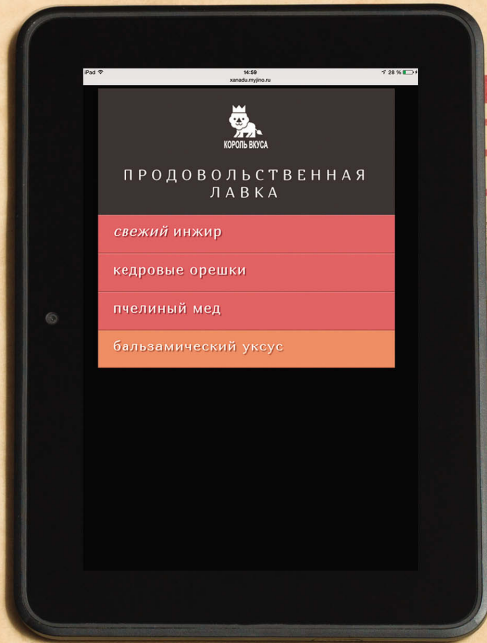 iPad 14:59 28 %
xanadu.myjino.ru
КОРОЛЬ ВКУСА
ПРОДОВОЛЬСТВЕННАЯ
ЛАВКА
свежий инжир
кедровые орешки
пчелиный мед
бальзамический уксус